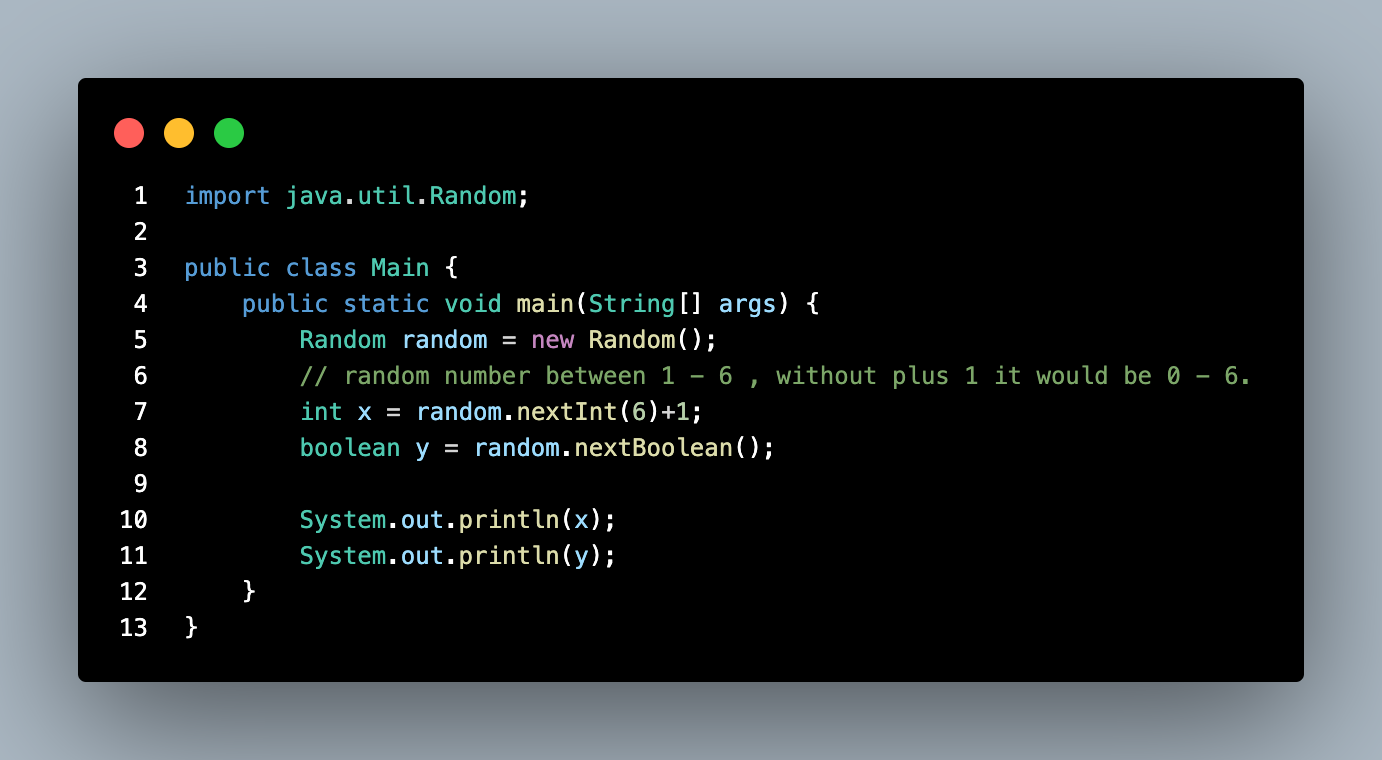 1 import java.util.Random;
2
3 public class Main {
4     public static void main(String[] args) {
5         Random random = new Random();
6         // random number between 1 - 6 , without plus 1 it would be 0 - 6.
7         int x = random.nextInt(6)+1;
8         boolean y = random.nextBoolean();
9
10         System.out.println(x);
11         System.out.println(y);
12     }
13 }